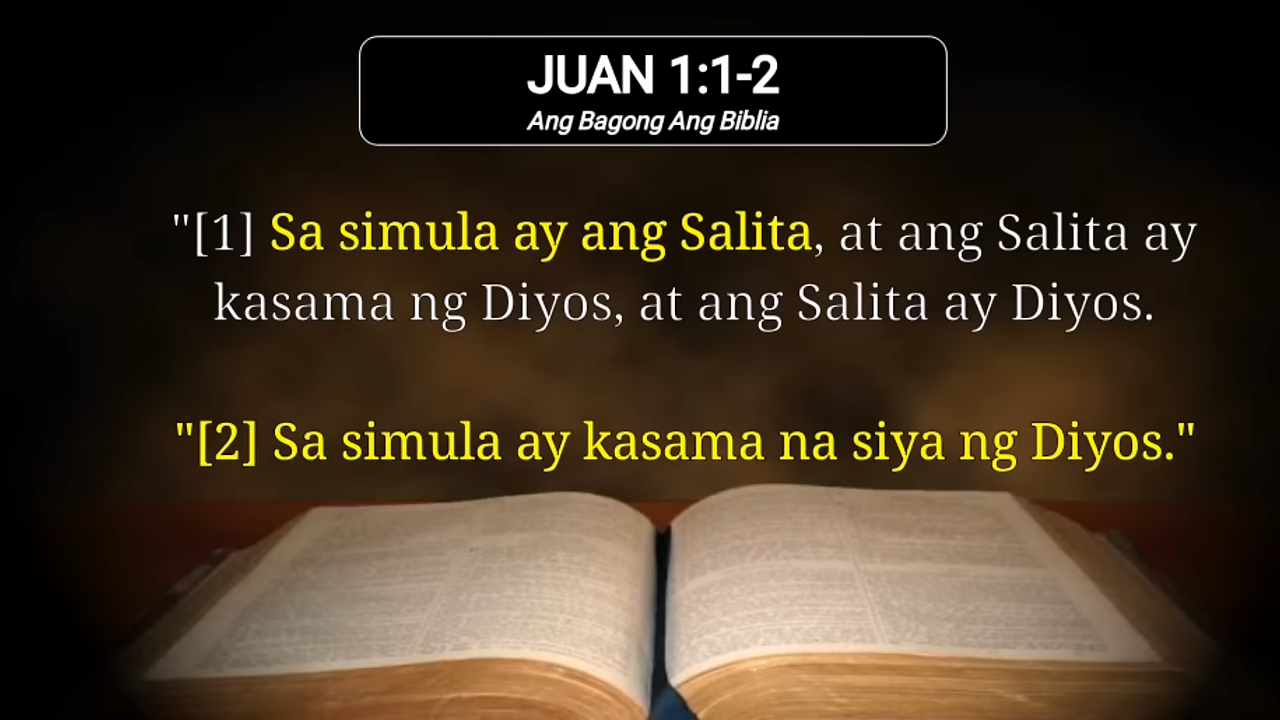 JUAN 1:1-2
Ang Bagong Ang Biblia
"[1] Sa simula ay ang Salita, at ang Salita ay
kasama ng Diyos, at ang Salita ay Diyos.
"[2] Sa simula ay kasama na siya ng Diyos."